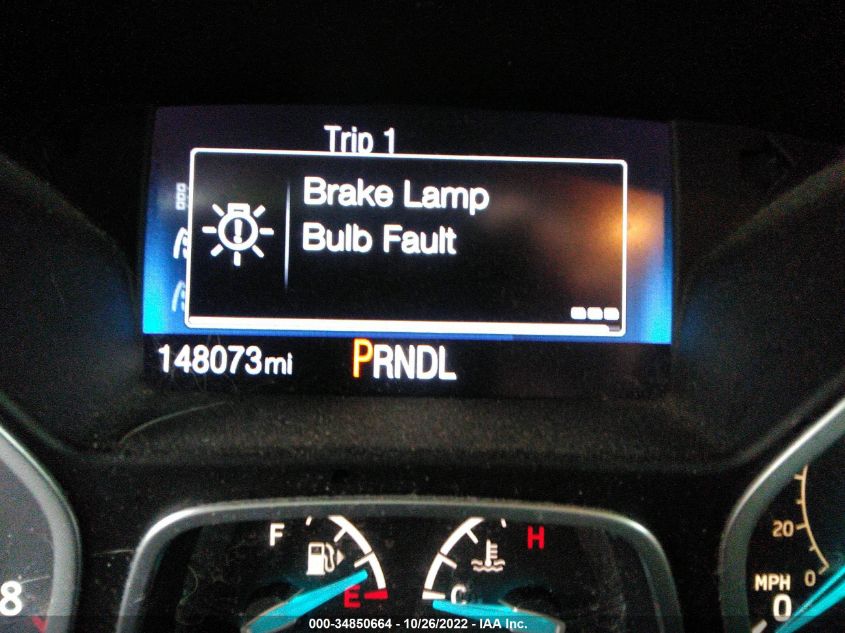 Trip 1
Brake Lamp
Bulb Fault
148073mi
PRNDL
F
H
E
C
20
0
MPH
0
8
000-34850664 - 10/26/2022 - IAA Inc.